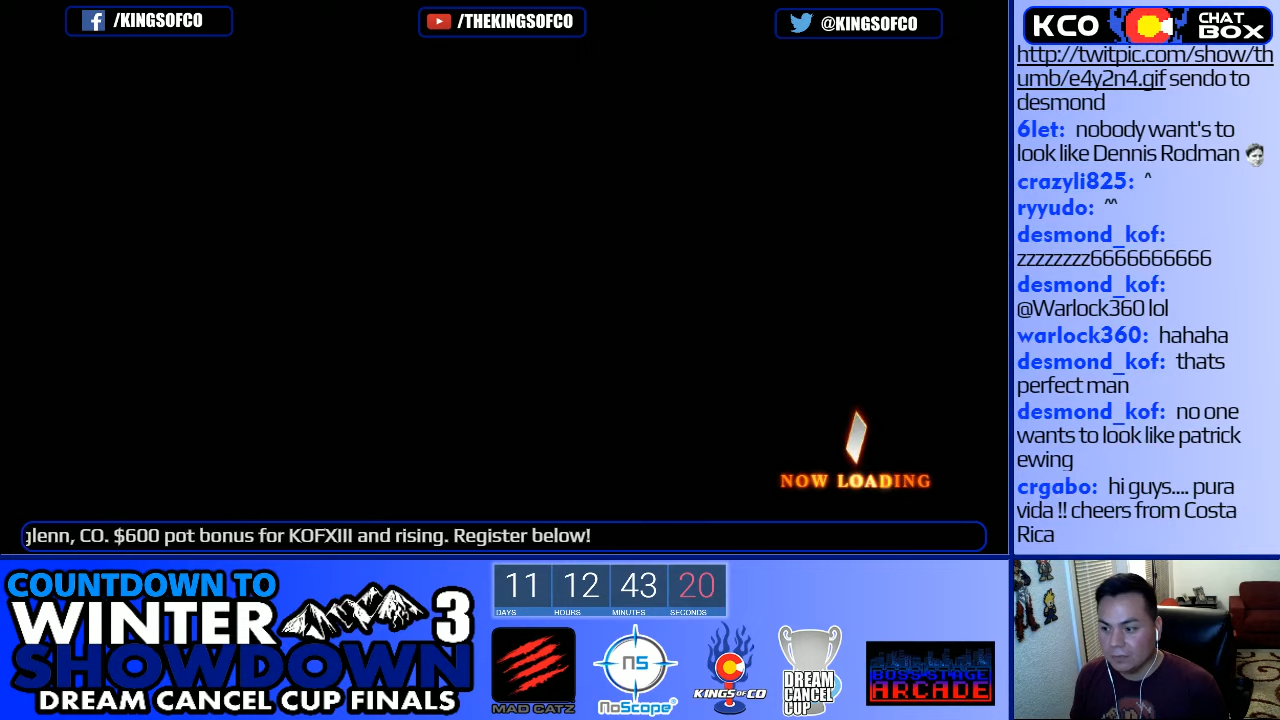 /KINGSOFCO
/THEKINGSOFCO
@KINGSOFCO
KCO
CHAT
BOX
http://twitpic.com/show/th
umb/e4y2n4.gif sendo to
desmond
6let: nobody want's to
look like Dennis Rodman
crazyli825: ^
ryyudo: ^^
desmond_kof:
zzzzzzzz6666666666
desmond_kof:
@Warlock360 lol
warlock360: hahaha
desmond_kof: thats
perfect man
desmond_kof: no one
wants to look like patrick
ewing
crgabo: hi guys.... pura
vida !! cheers from Costa
Rica
NOW LOADING
glenn, CO. $600 pot bonus for KOFXIII and rising. Register below!
COUNTDOWN TO
WINTER 3
SHOWDOWN
DREAM CANCEL CUP FINALS
11 12 43 20
DAYS HOURS MINUTES SECONDS
MAD CATZ
NS
NoScope
KINGS OF CO
DREAM
CANCEL
CUP
BOSS STAGE
ARCADE